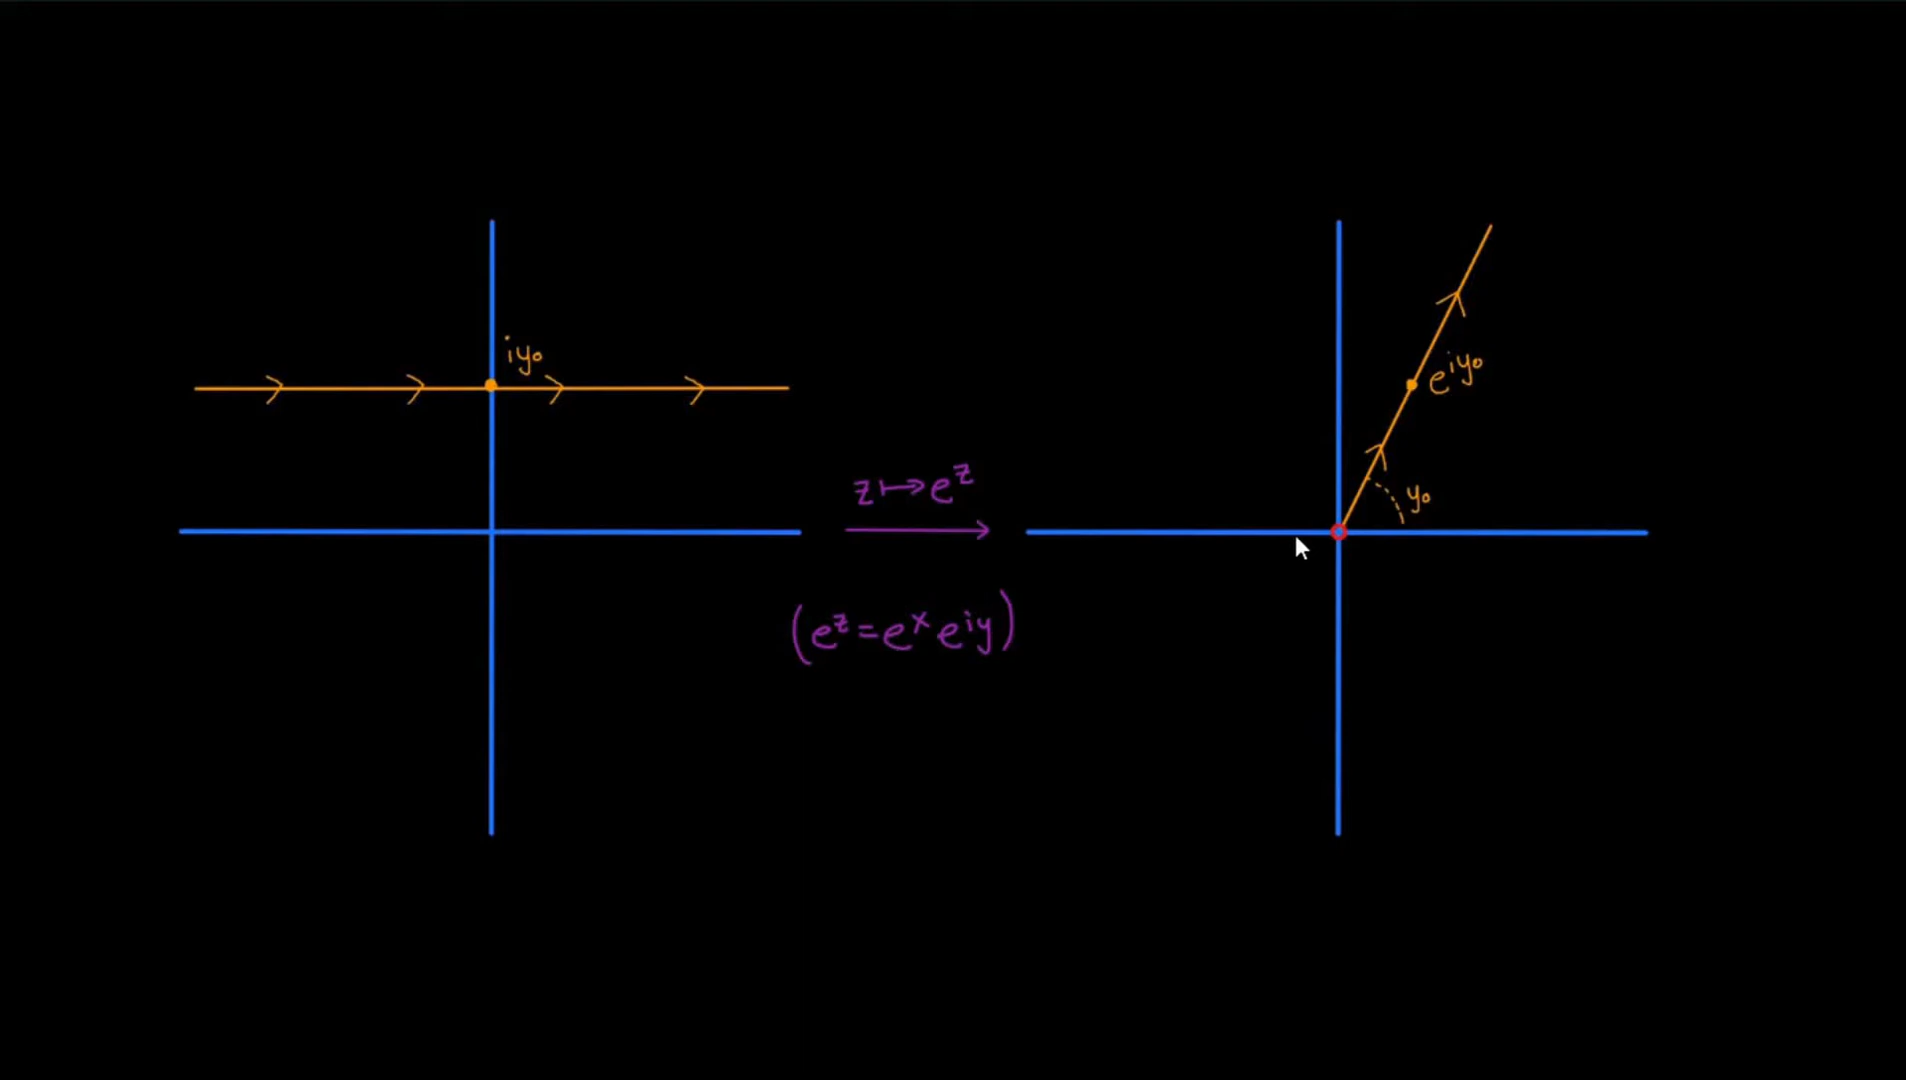 iy₀
z ↦ e^z
(e^z = e^x e^{iy})
e^{iy₀}
y₀